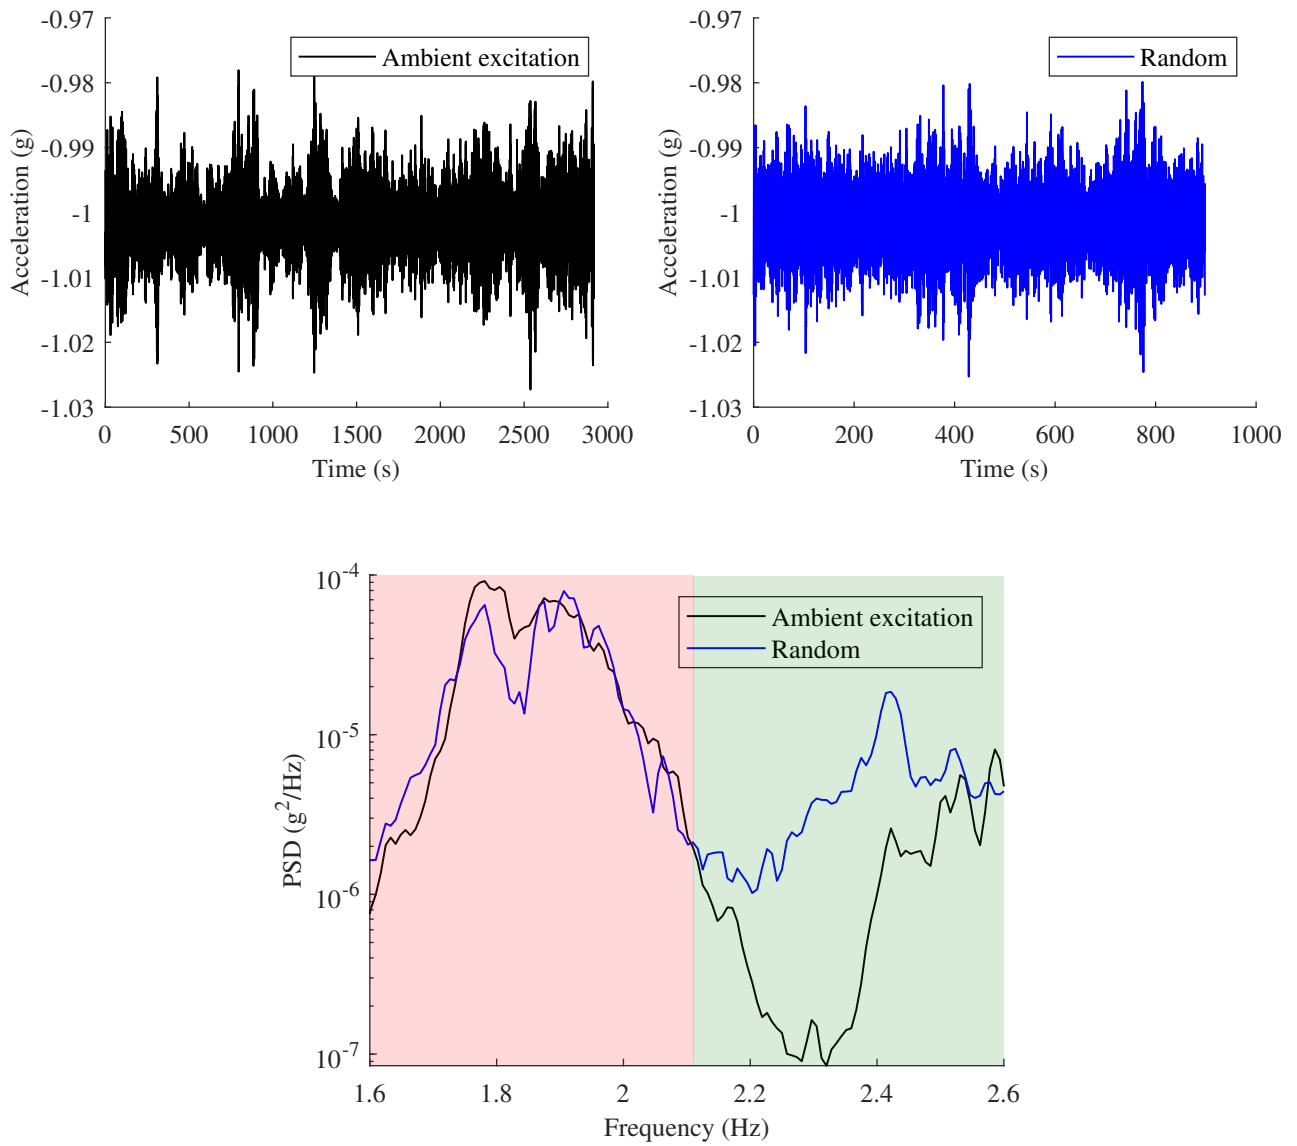 -0.97
-0.98
-0.99
-1
-1.01
-1.02
-1.03
Acceleration (g)
Ambient excitation
0 500 1000 1500 2000 2500 3000
Time (s)
-0.97
-0.98
-0.99
-1
-1.01
-1.02
-1.03
Acceleration (g)
Random
0 200 400 600 800 1000
Time (s)
10^-4
10^-5
10^-6
10^-7
PSD (g^2/Hz)
Ambient excitation
Random
1.6 1.8 2 2.2 2.4 2.6
Frequency (Hz)